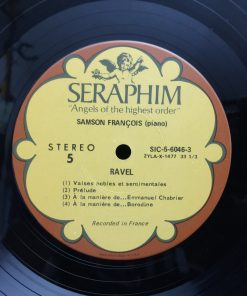 SERAPHIM
"Angels of the highest order"
SAMSON FRANÇOIS (piano)
STEREO
5
SIC-5-6046-3
2YLA-X-1477 33 1/3
RAVEL
(1) Valses nobles et sentimentales
(2) Prélude
(3) A la manière de...Emmanuel Chabrier
(4) A la manière de...Borodine
Recorded in France